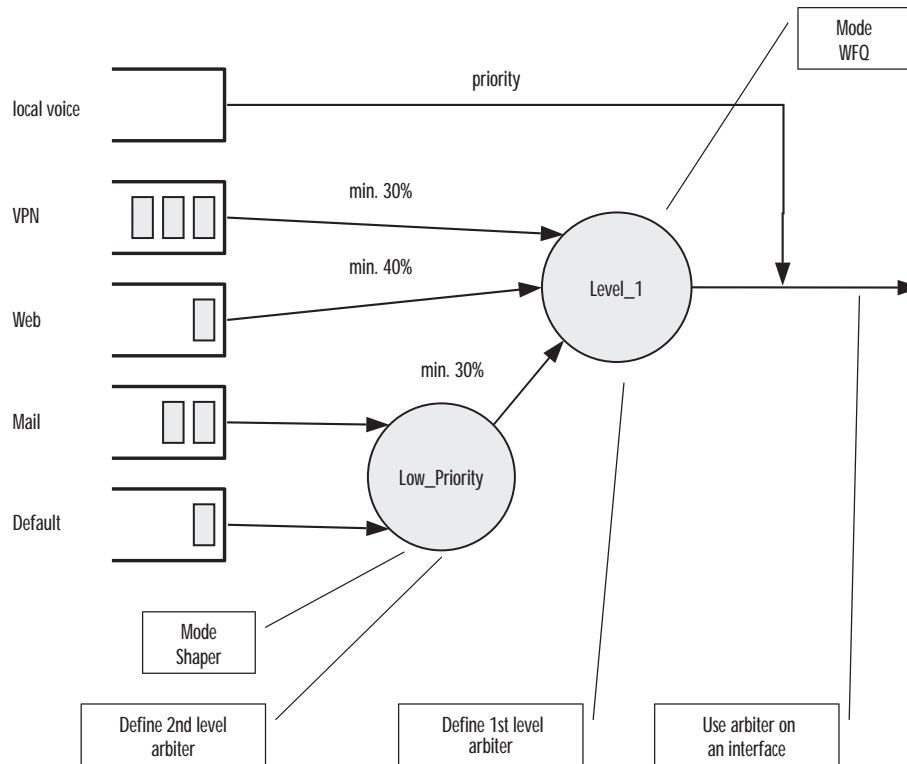 Mode
WFQ
priority
local voice
min. 30%
VPN
min. 40%
Web
Level_1
min. 30%
Mail
Low_Priority
Default
Mode
Shaper
Define 2nd level
arbiter
Define 1st level
arbiter
Use arbiter on
an interface